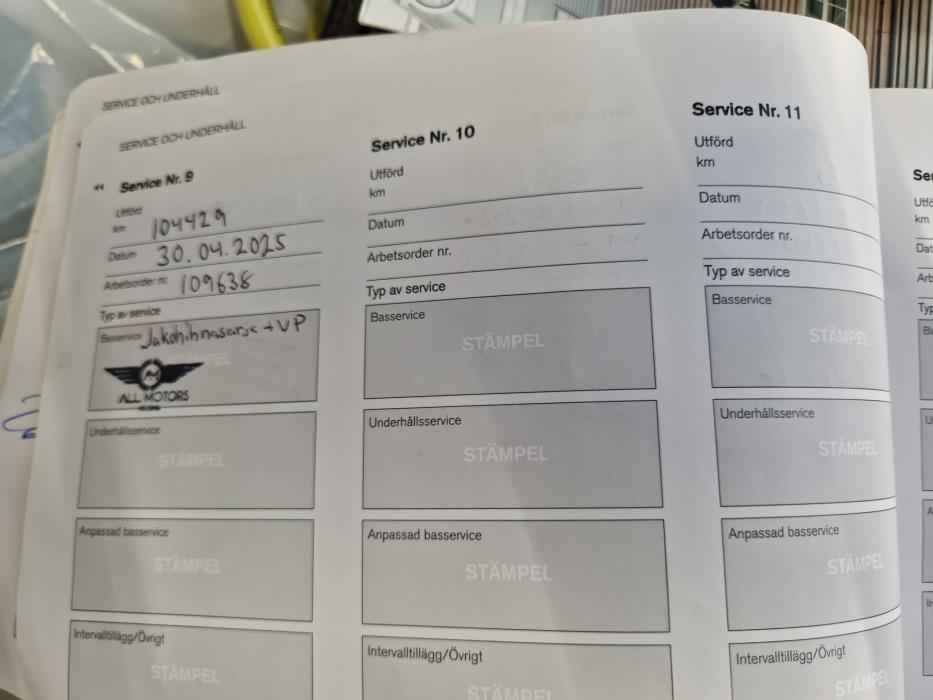 SERVICE OCH UNDERHÅLL
SERVICE OCH UNDERHÅLL
Service Nr. 9
Utförd
km 104429
Datum 30.04.2025
Arbetsorder nr. 109638
Typ av service
Basservice Jakohihnasarja + VP
STÄMPEL
ALL MOTORS
Underhållsservice
STÄMPEL
Anpassad basservice
STÄMPEL
Intervalltillägg/Övrigt
STÄMPEL
Service Nr. 10
Utförd
km
Datum
Arbetsorder nr.
Typ av service
Basservice
STÄMPEL
Underhållsservice
STÄMPEL
Anpassad basservice
STÄMPEL
Intervalltillägg/Övrigt
STÄMPEL
Service Nr. 11
Utförd
km
Datum
Arbetsorder nr.
Typ av service
Basservice
STÄMPEL
Underhållsservice
STÄMPEL
Anpassad basservice
STÄMPEL
Intervalltillägg/Övrigt
STÄMPEL
km